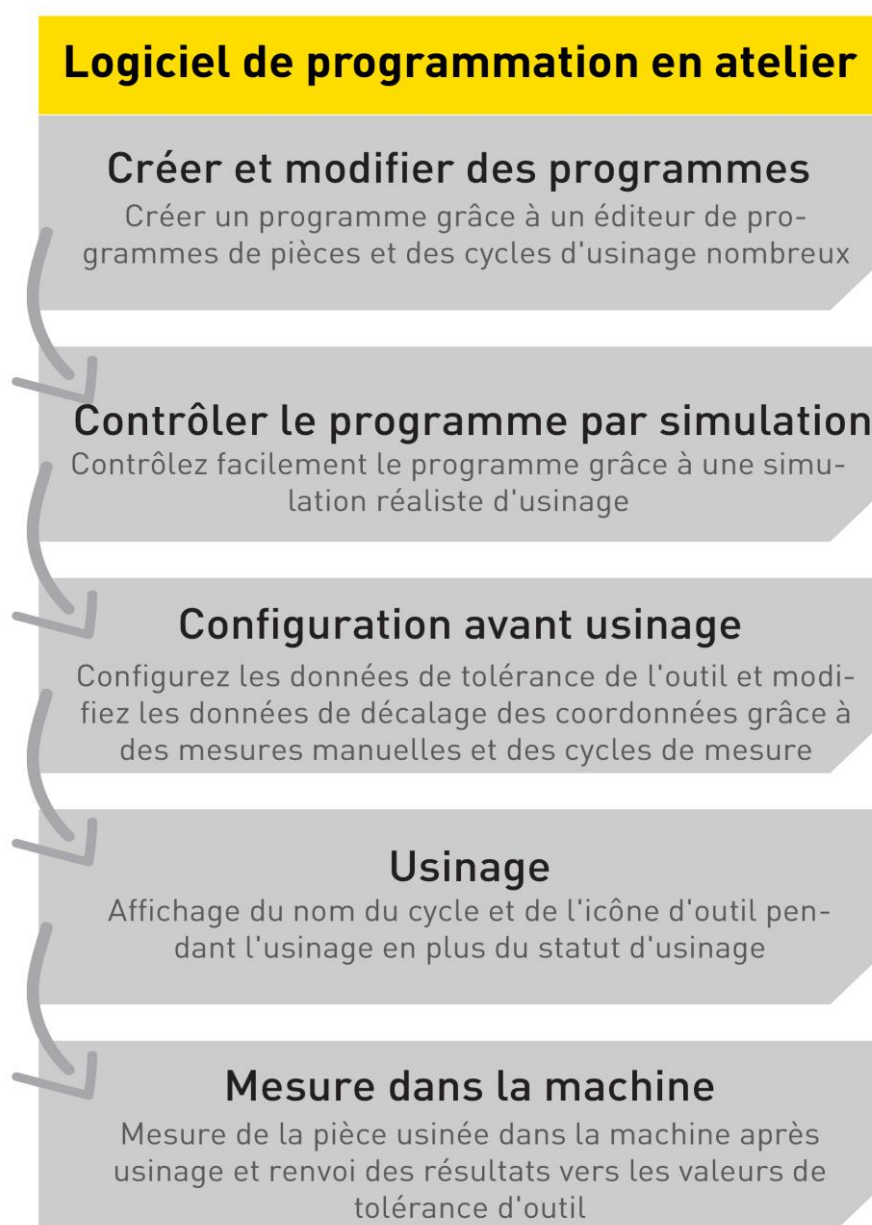 Logiciel de programmation en atelier
Créer et modifier des programmes
Créer un programme grâce à un éditeur de pro-
grammes de pièces et des cycles d'usinage nombreux
Contrôler le programme par simulation
Contrôlez facilement le programme grâce à une simu-
lation réaliste d'usinage
Configuration avant usinage
Configurez les données de tolérance de l'outil et modi-
fiez les données de décalage des coordonnées grâce à
des mesures manuelles et des cycles de mesure
Usinage
Affichage du nom du cycle et de l'icône d'outil pen-
dant l'usinage en plus du statut d'usinage
Mesure dans la machine
Mesure de la pièce usinée dans la machine après
usinage et renvoi des résultats vers les valeurs de
tolérance d'outil